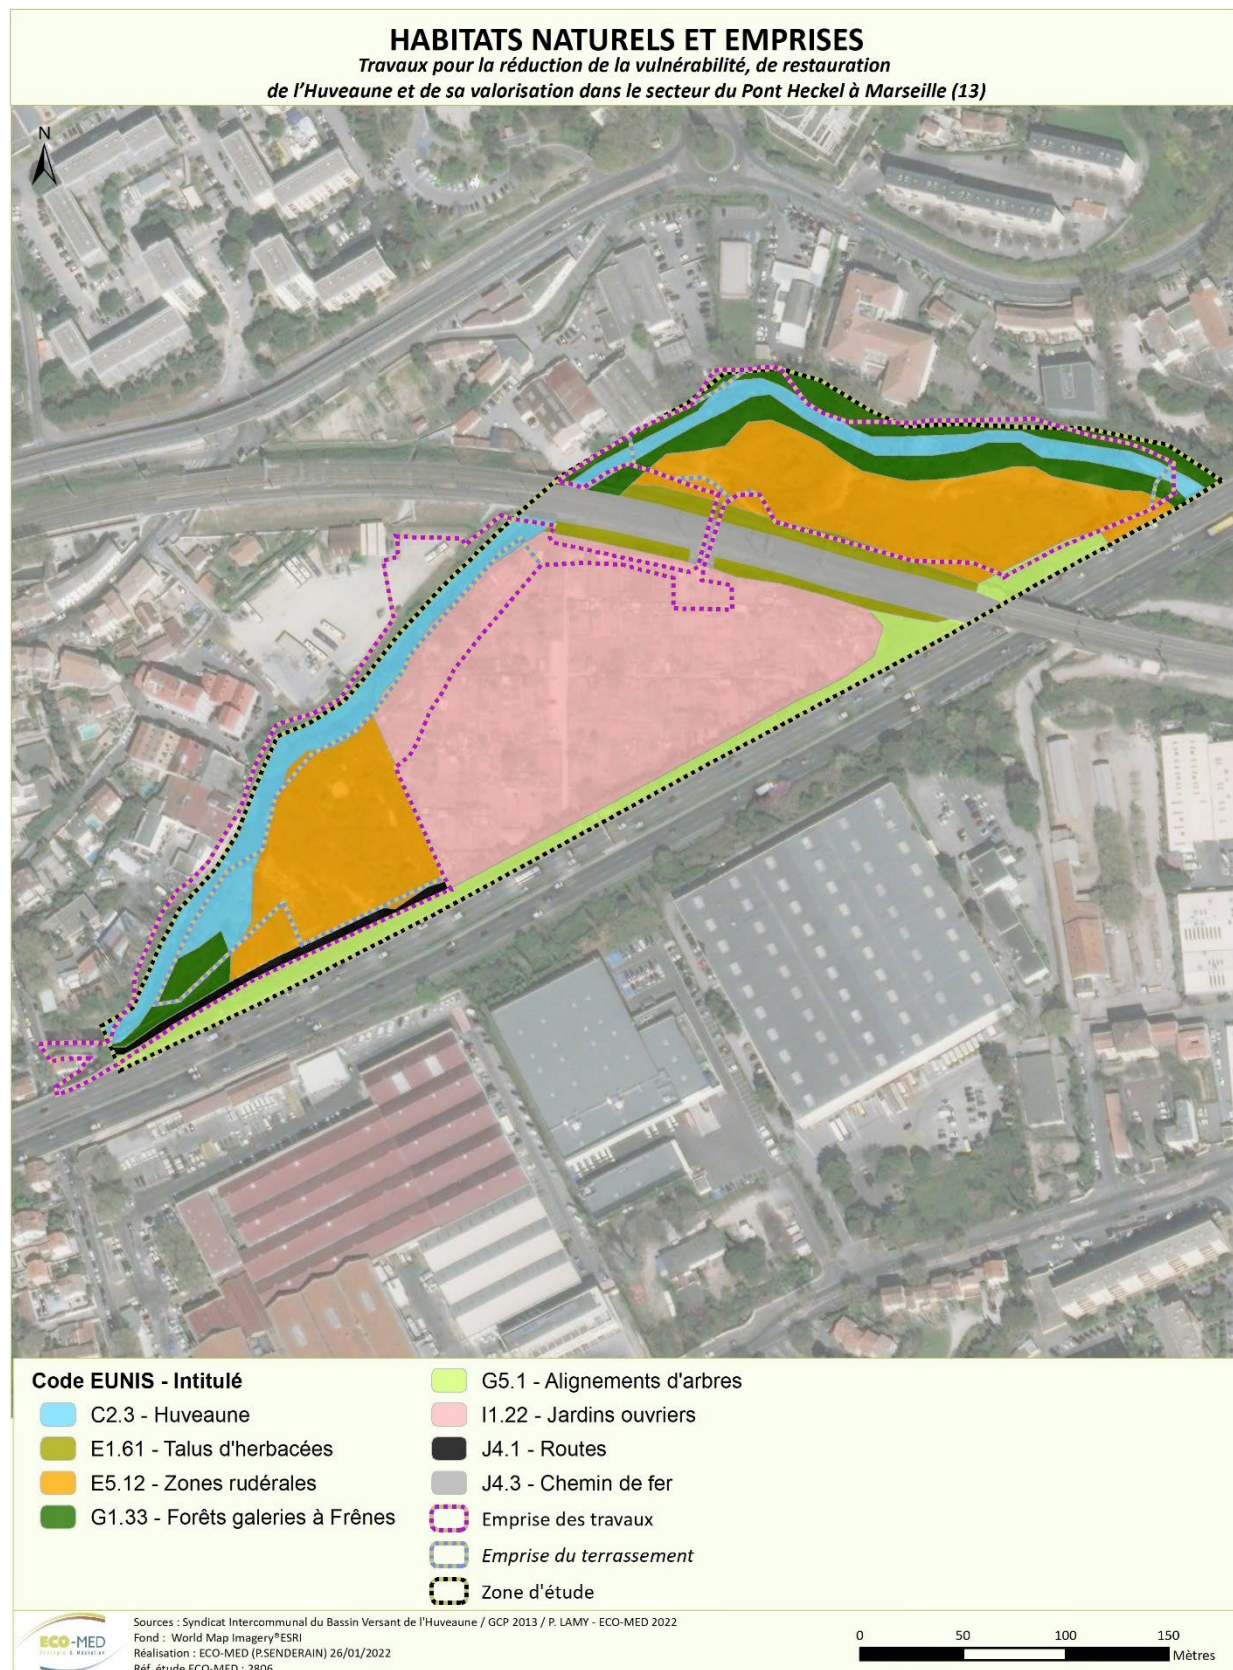 HABITATS NATURELS ET EMPRISES
Travaux pour la réduction de la vulnérabilité, de restauration
de l'Huveaune et de sa valorisation dans le secteur du Pont Heckel à Marseille (13)
N
Code EUNIS - Intitulé
C2.3 - Huveaune
E1.61 - Talus d'herbacées
E5.12 - Zones rudérales
G1.33 - Forêts galeries à Frênes
G5.1 - Alignements d'arbres
I1.22 - Jardins ouvriers
J4.1 - Routes
J4.3 - Chemin de fer
Emprise des travaux
Emprise du terrassement
Zone d'étude
ECO-MED
Ecologie & Médiation
Sources : Syndicat Intercommunal du Bassin Versant de l'Huveaune / GCP 2013 / P. LAMY - ECO-MED 2022
Fond : World Map Imagery®ESRI
Réalisation : ECO-MED (P.SENDERAIN) 26/01/2022
Réf. étude ECO-MED : 2806
0 50 100 150
Mètres